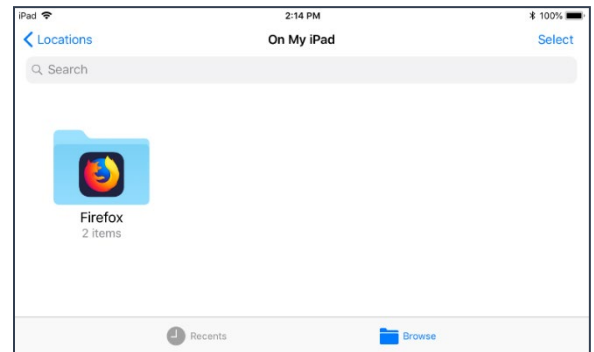 iPad 2:14 PM 100%
Locations On My iPad Select
Search
Firefox
2 items
Recents Browse